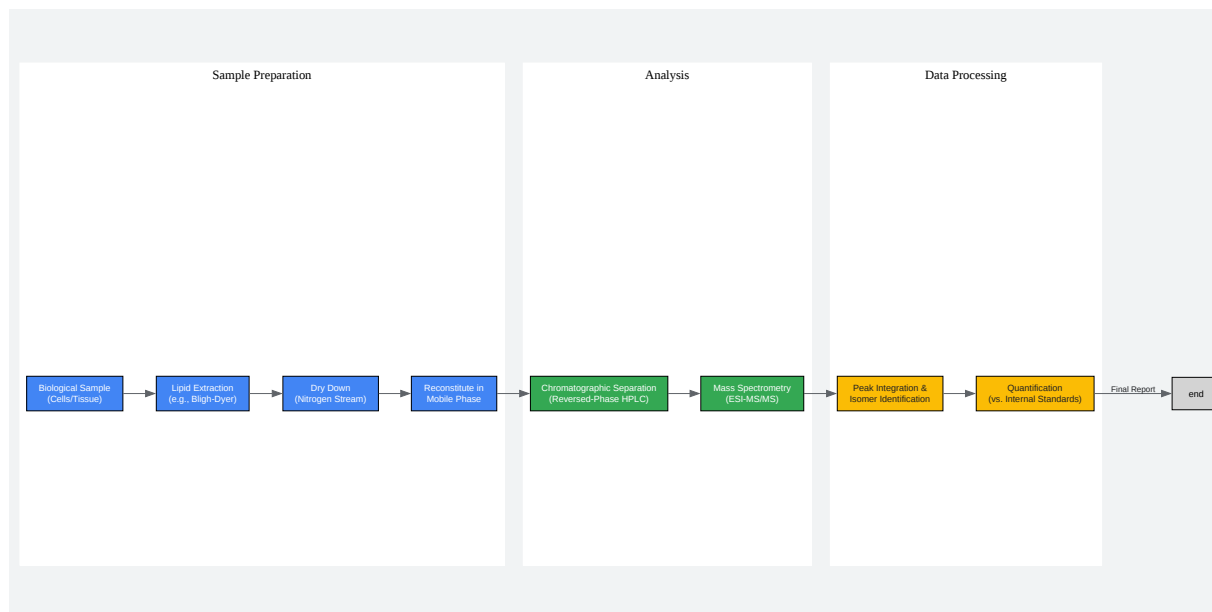 Sample Preparation
Analysis
Data Processing
Biological Sample
(Cells/Tissue)
Lipid Extraction
(e.g., Bligh-Dyer)
Dry Down
(Nitrogen Stream)
Reconstitute in
Mobile Phase
Chromatographic Separation
(Reversed-Phase HPLC)
Mass Spectrometry
(ESI-MS/MS)
Peak Integration &
Isomer Identification
Quantification
(vs. Internal Standards)
Final Report
end